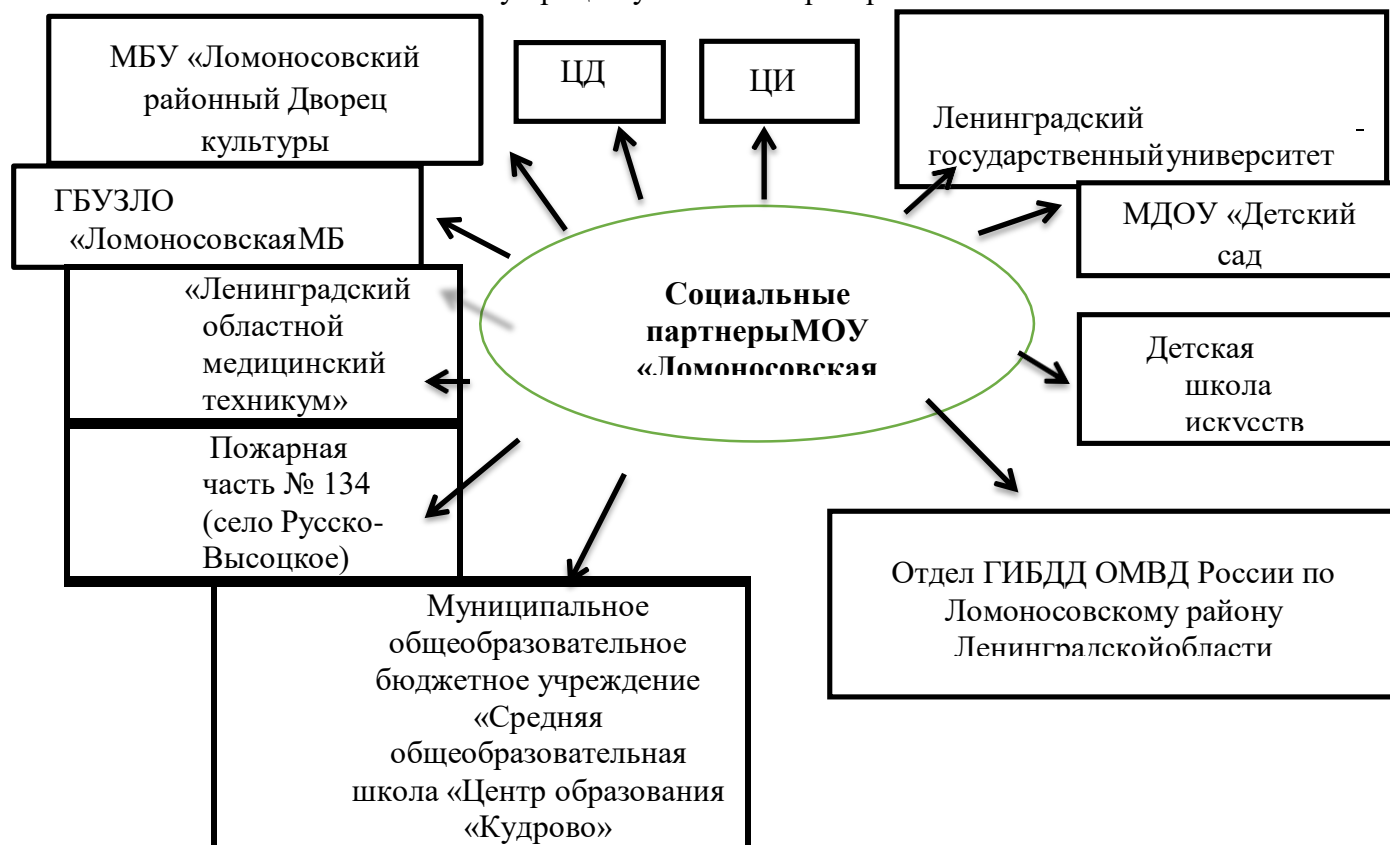 МБУ «Ломоносовский
районный Дворец
культуры
ЦД
ЦИ
Ленинградский -
государственныйуниверситет
ГБУЗЛО
«ЛомоносовскаяМБ
МДОУ «Детский
сад
«Ленинградский
областной
медицинский
техникум»
Социальные
партнерыМОУ
«Ломоносовская
Детская
школа
искусств
Пожарная
часть № 134
(село Русско-
Высоцкое)
Отдел ГИБДД ОМВД России по
Ломоносовскому району
Ленинградскойобласти
Муниципальное
общеобразовательное
бюджетное учреждение
«Средняя
общеобразовательная
школа «Центр образования
«Кудрово»